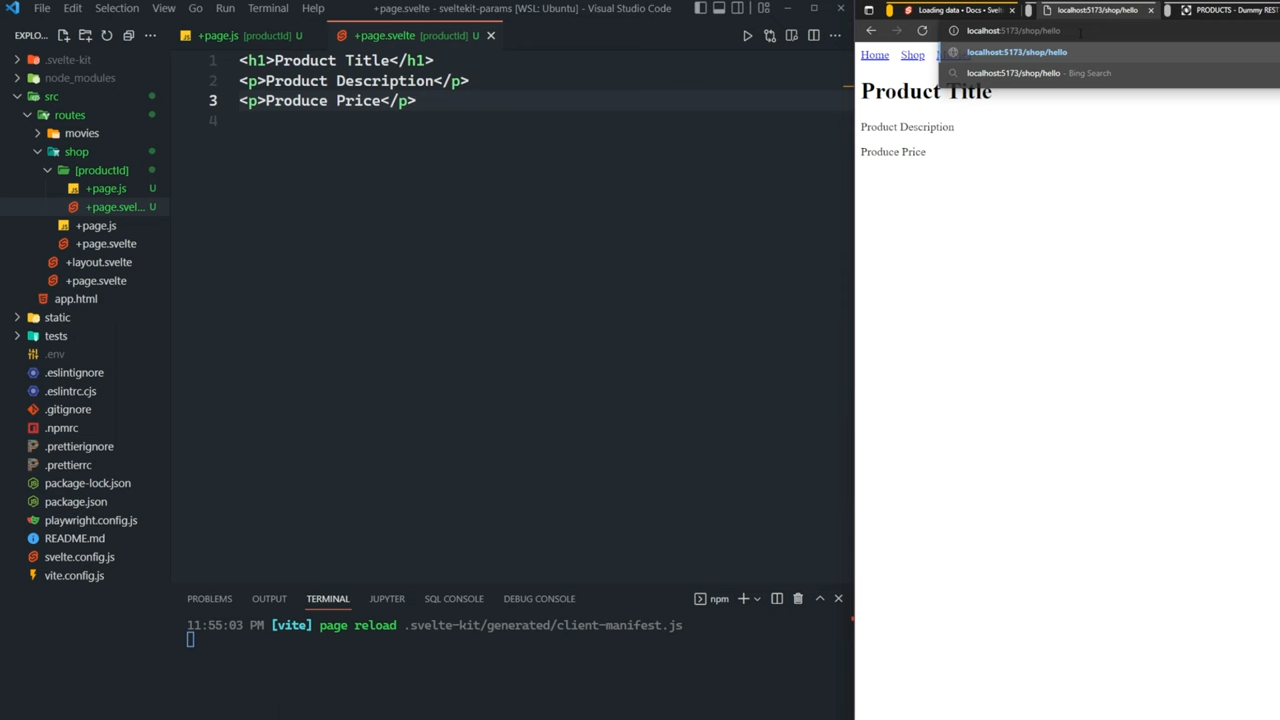 File Edit Selection View Go Run Terminal Help
+page.svelte - sveltekit-params [WSL: Ubuntu] - Visual Studio Code
EXPLO...
+page.js [productId] U
+page.svelte [productId] U
.svelte-kit
node_modules
src
routes
movies
shop
[productId]
+page.js U
+page.svel... U
+page.js
+page.svelte
+layout.svelte
+page.svelte
app.html
static
tests
.env
.eslintignore
.eslintrc.cjs
.gitignore
.npmrc
.prettierignore
.prettierrc
package-lock.json
package.json
playwright.config.js
README.md
svelte.config.js
vite.config.js
1 <h1>Product Title</h1>
2 <p>Product Description</p>
3 <p>Produce Price</p>
4
PROBLEMS OUTPUT TERMINAL JUPYTER SQL CONSOLE DEBUG CONSOLE
npm
11:55:03 PM [vite] page reload .svelte-kit/generated/client-manifest.js
Loading data • Docs • Svelt
localhost:5173/shop/hello
PRODUCTS - Dummy REST
localhost:5173/shop/hello
localhost:5173/shop/hello
localhost:5173/shop/hello - Bing Search
Home Shop
Product Title
Product Description
Produce Price